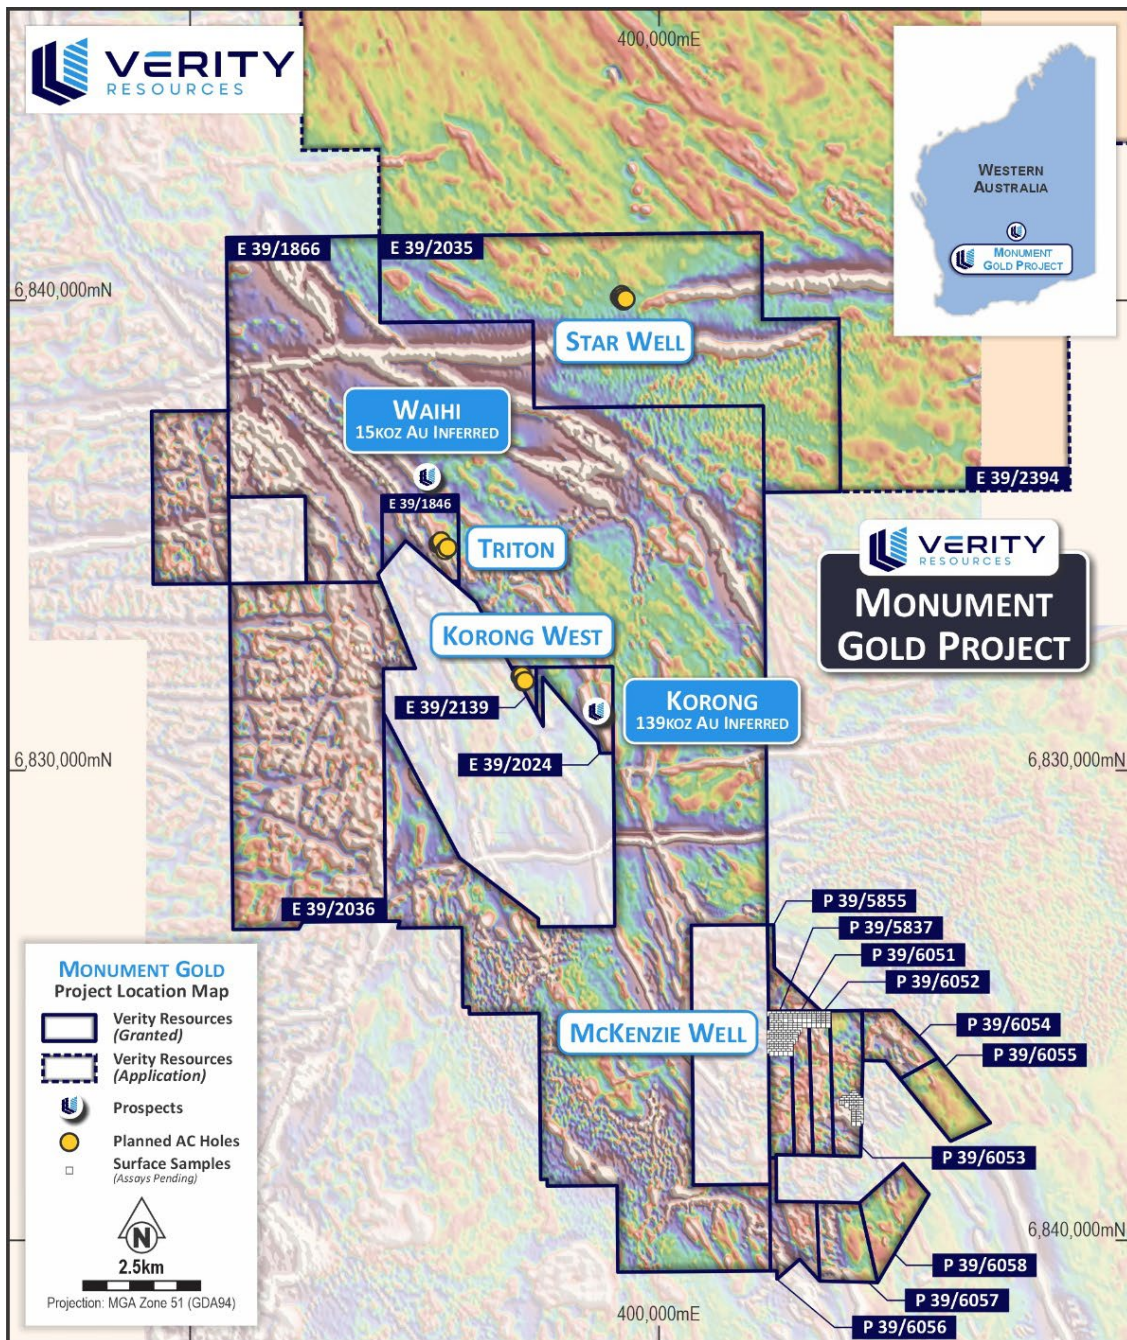 VERITY
RESOURCES
400,000mE
WESTERN
AUSTRALIA
MONUMENT
GOLD PROJECT
E 39/1866
E 39/2035
6,840,000mN
STAR WELL
WAIHI
15KOZ AU INFERRED
E 39/2394
E 39/1846
TRITON
VERITY
RESOURCES
MONUMENT
GOLD PROJECT
KORONG WEST
E 39/2139
KORONG
139KOZ AU INFERRED
E 39/2024
6,830,000mN
6,830,000mN
E 39/2036
P 39/5855
P 39/5837
P 39/6051
P 39/6052
MCKENZIE WELL
P 39/6054
P 39/6055
P 39/6053
6,840,000mN
P 39/6058
P 39/6057
P 39/6056
400,000mE
MONUMENT GOLD
Project Location Map
Verity Resources
(Granted)
Verity Resources
(Application)
Prospects
Planned AC Holes
Surface Samples
(Assays Pending)
N
2.5km
Projection: MGA Zone 51 (GDA94)